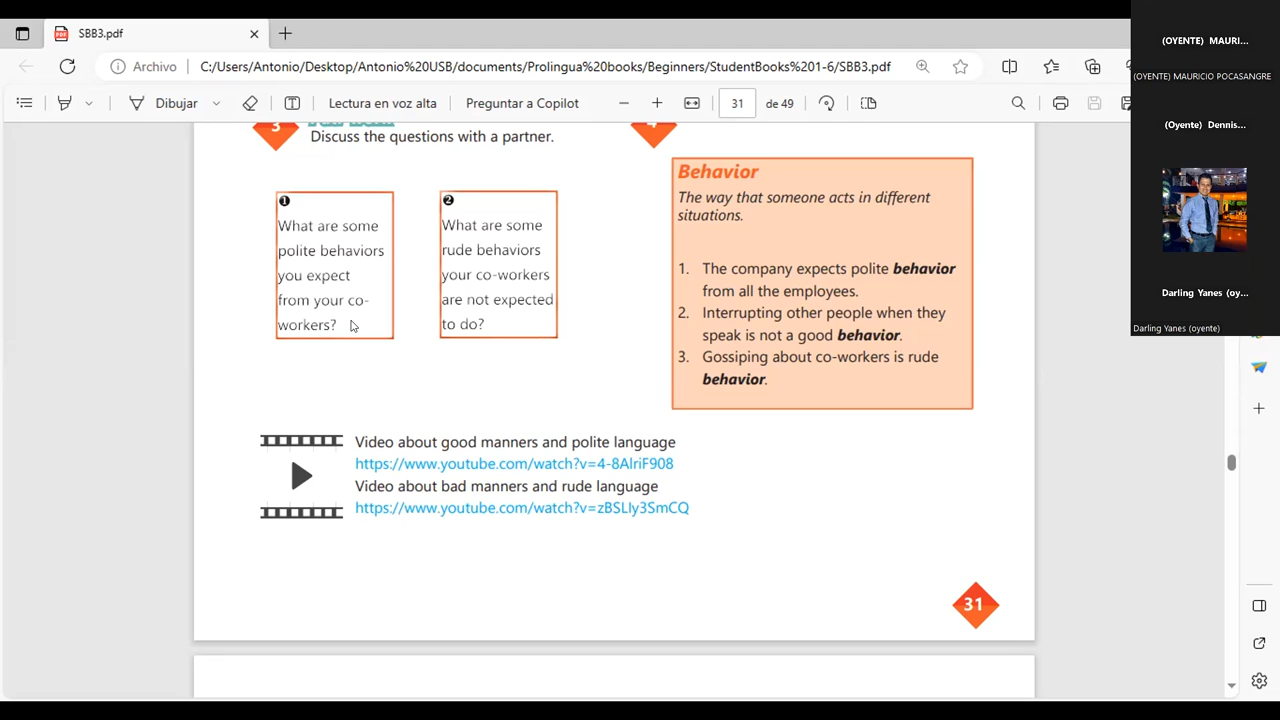 SBB3.pdf
Archivo
C:/Users/Antonio/Desktop/Antonio%20USB/documents/Prolingua%20books/Beginners/StudentBooks%201-6/SBB3.pdf
Dibujar
Lectura en voz alta
Preguntar a Copilot
31
de 49
3
Discuss the questions with a partner.
1
What are some
polite behaviors
you expect
from your co-
workers?
2
What are some
rude behaviors
your co-workers
are not expected
to do?
Behavior
The way that someone acts in different
situations.
1. The company expects polite behavior
from all the employees.
2. Interrupting other people when they
speak is not a good behavior.
3. Gossiping about co-workers is rude
behavior.
Video about good manners and polite language
https://www.youtube.com/watch?v=4-8AlriF908
Video about bad manners and rude language
https://www.youtube.com/watch?v=zBSLIy3SmCQ
31
(OYENTE) MAURI...
(OYENTE) MAURICIO POCASANGRE
(Oyente) Dennis...
Darling Yanes (oy...
Darling Yanes (oyente)